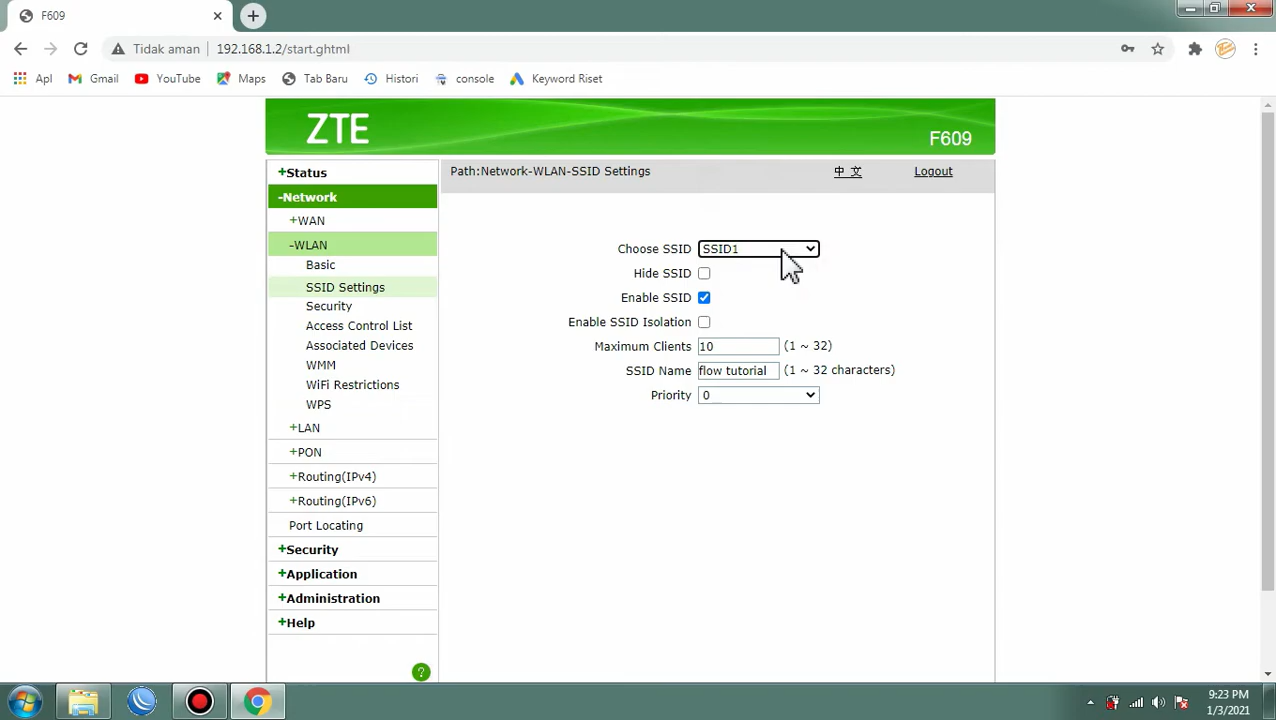 F609
Tidak aman
192.168.1.2/start.ghtml
Apl
Gmail
YouTube
Maps
Tab Baru
Histori
console
Keyword Riset
ZTE
F609
+Status
-Network
+WAN
-WLAN
Basic
SSID Settings
Security
Access Control List
Associated Devices
WMM
WiFi Restrictions
WPS
+LAN
+PON
+Routing(IPv4)
+Routing(IPv6)
Port Locating
+Security
+Application
+Administration
+Help
?
Path:Network-WLAN-SSID Settings
中 文
Logout
Choose SSID SSID1
Hide SSID
Enable SSID
Enable SSID Isolation
Maximum Clients 10 (1 ~ 32)
SSID Name flow tutorial (1 ~ 32 characters)
Priority 0
9:23 PM
1/3/2021